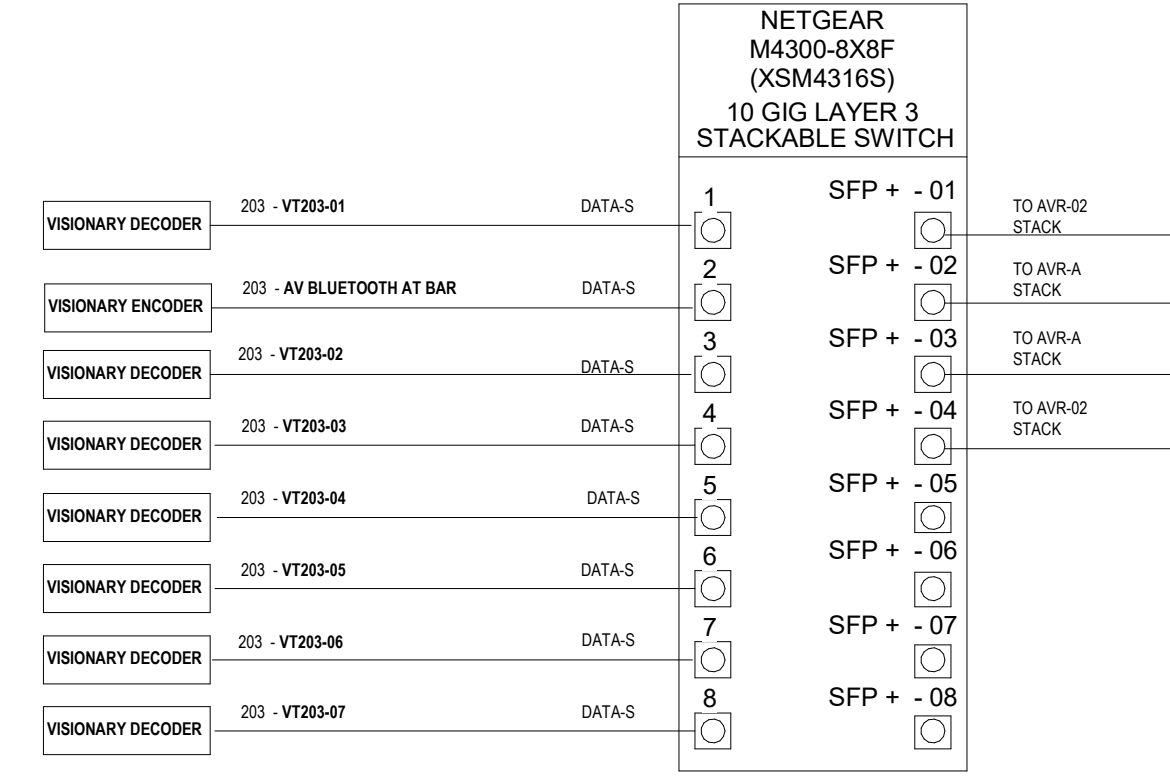 NETGEAR
M4300-8X8F
(XSM4316S)
10 GIG LAYER 3
STACKABLE SWITCH
VISIONARY DECODER
203 - VT203-01
DATA-S
1
SFP + - 01
TO AVR-02
STACK
VISIONARY ENCODER
203 - AV BLUETOOTH AT BAR
DATA-S
2
SFP + - 02
TO AVR-A
STACK
VISIONARY DECODER
203 - VT203-02
DATA-S
3
SFP + - 03
TO AVR-A
STACK
VISIONARY DECODER
203 - VT203-03
DATA-S
4
SFP + - 04
TO AVR-02
STACK
VISIONARY DECODER
203 - VT203-04
DATA-S
5
SFP + - 05
VISIONARY DECODER
203 - VT203-05
DATA-S
6
SFP + - 06
VISIONARY DECODER
203 - VT203-06
DATA-S
7
SFP + - 07
VISIONARY DECODER
203 - VT203-07
DATA-S
8
SFP + - 08